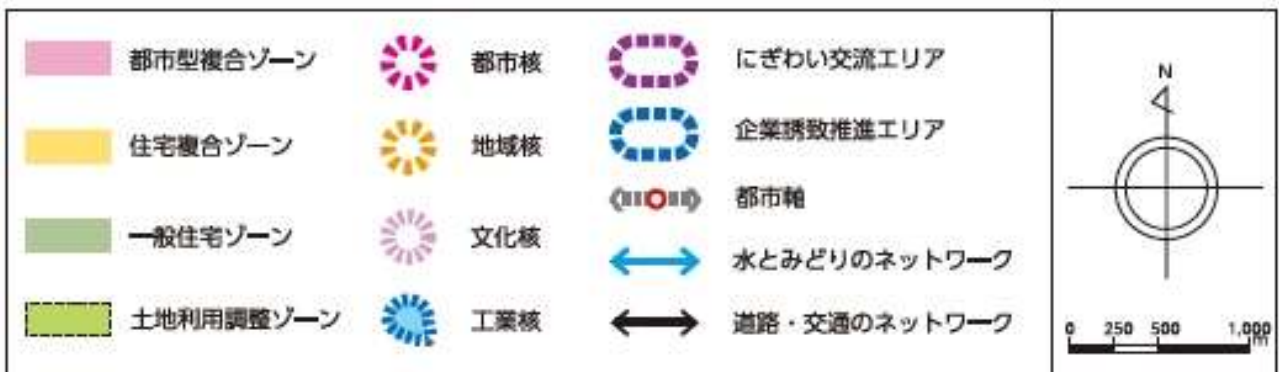 都市型複合ゾーン
住宅複合ゾーン
一般住宅ゾーン
土地利用調整ゾーン
都市核
地域核
文化核
工業核
にぎわい交流エリア
企業誘致推進エリア
都市軸
水とみどりのネットワーク
道路・交通のネットワーク
N
0 250 500 1,000
m